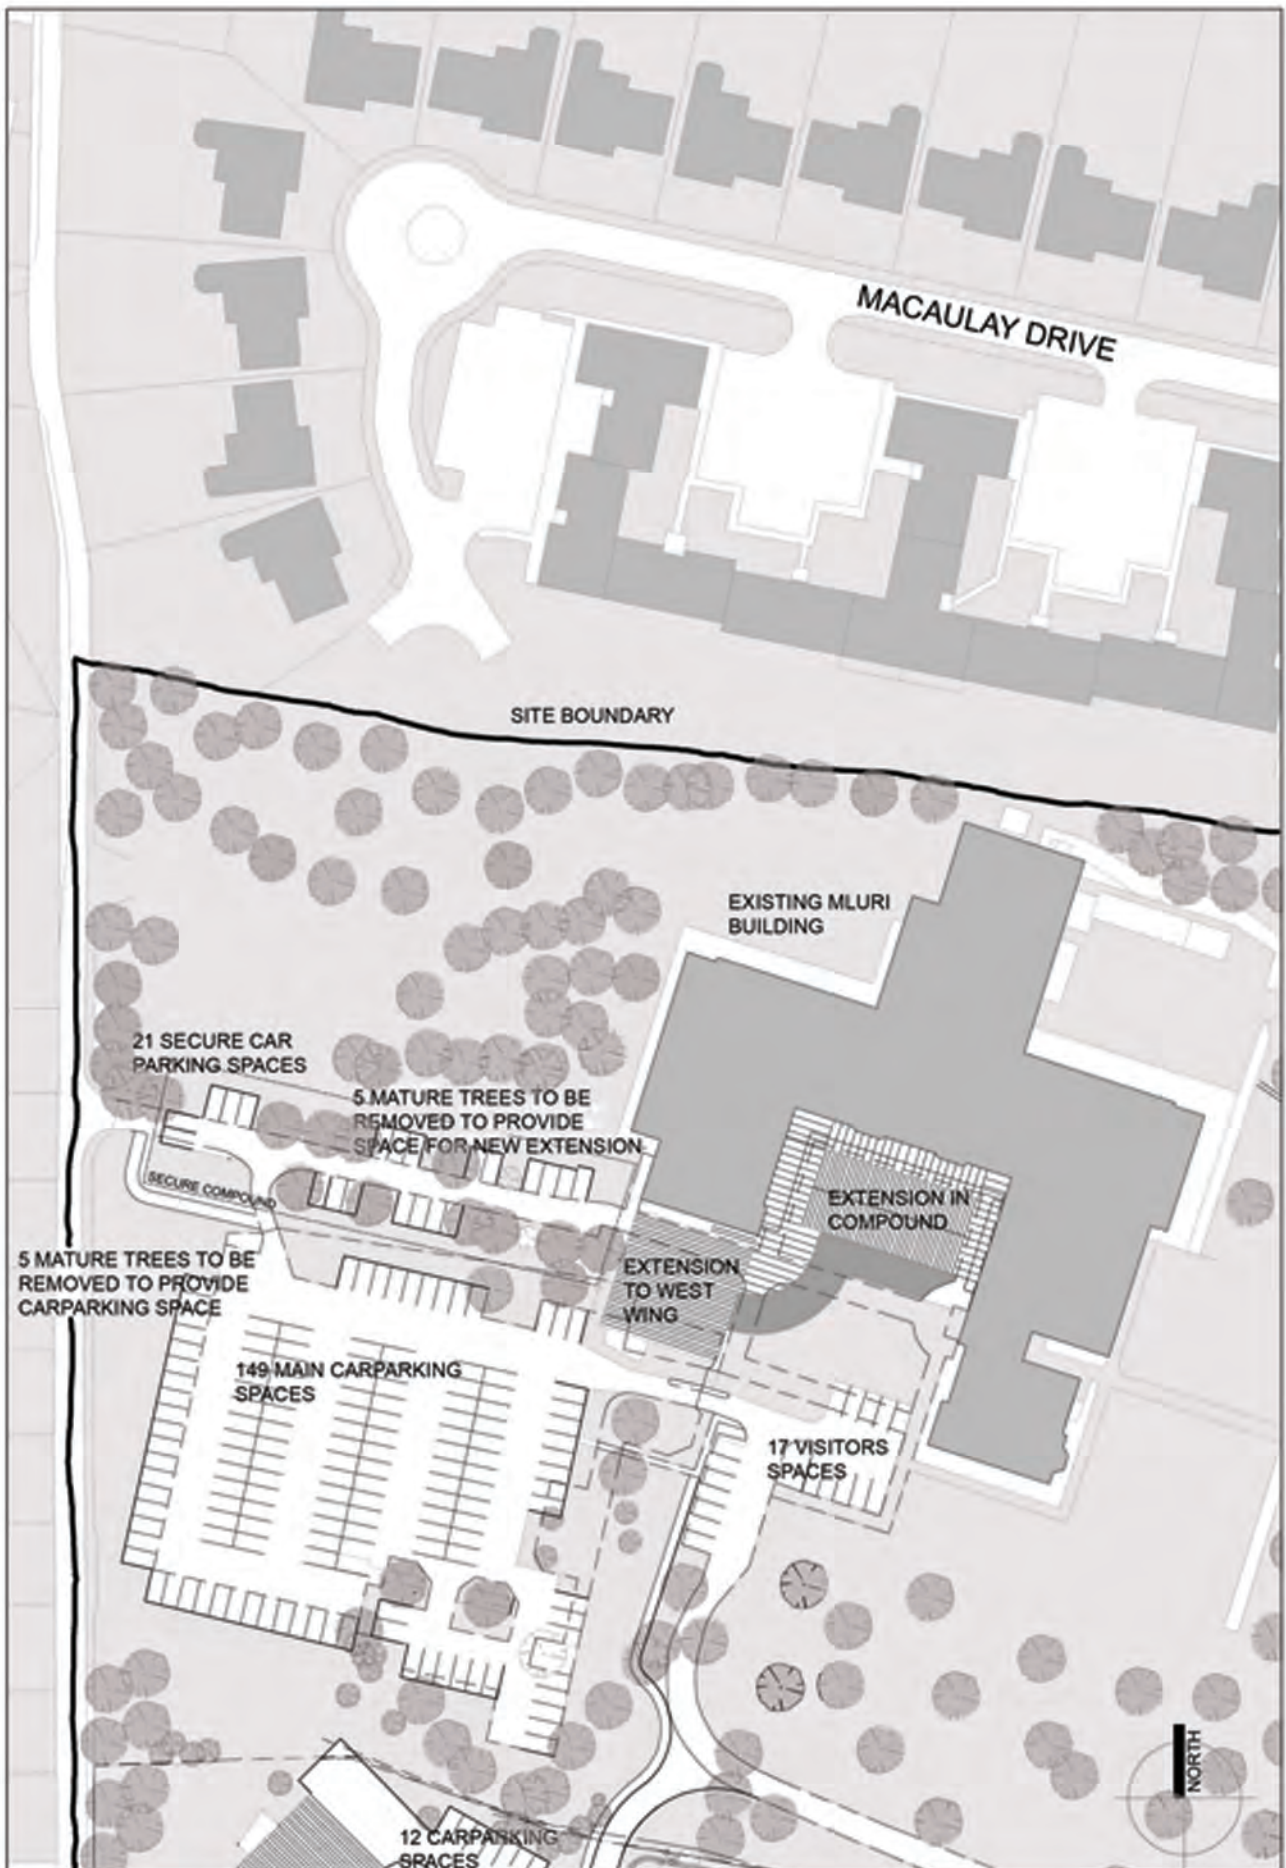 MACAULAY DRIVE
SITE BOUNDARY
EXISTING MLURI
BUILDING
21 SECURE CAR
PARKING SPACES
5 MATURE TREES TO BE
REMOVED TO PROVIDE
SPACE FOR NEW EXTENSION
SECURE COMPOUND
EXTENSION IN
COMPOUND
5 MATURE TREES TO BE
REMOVED TO PROVIDE
CARPARKING SPACE
EXTENSION
TO WEST
WING
149 MAIN CARPARKING
SPACES
17 VISITORS
SPACES
NORTH
12 CARPARKING
SPACES